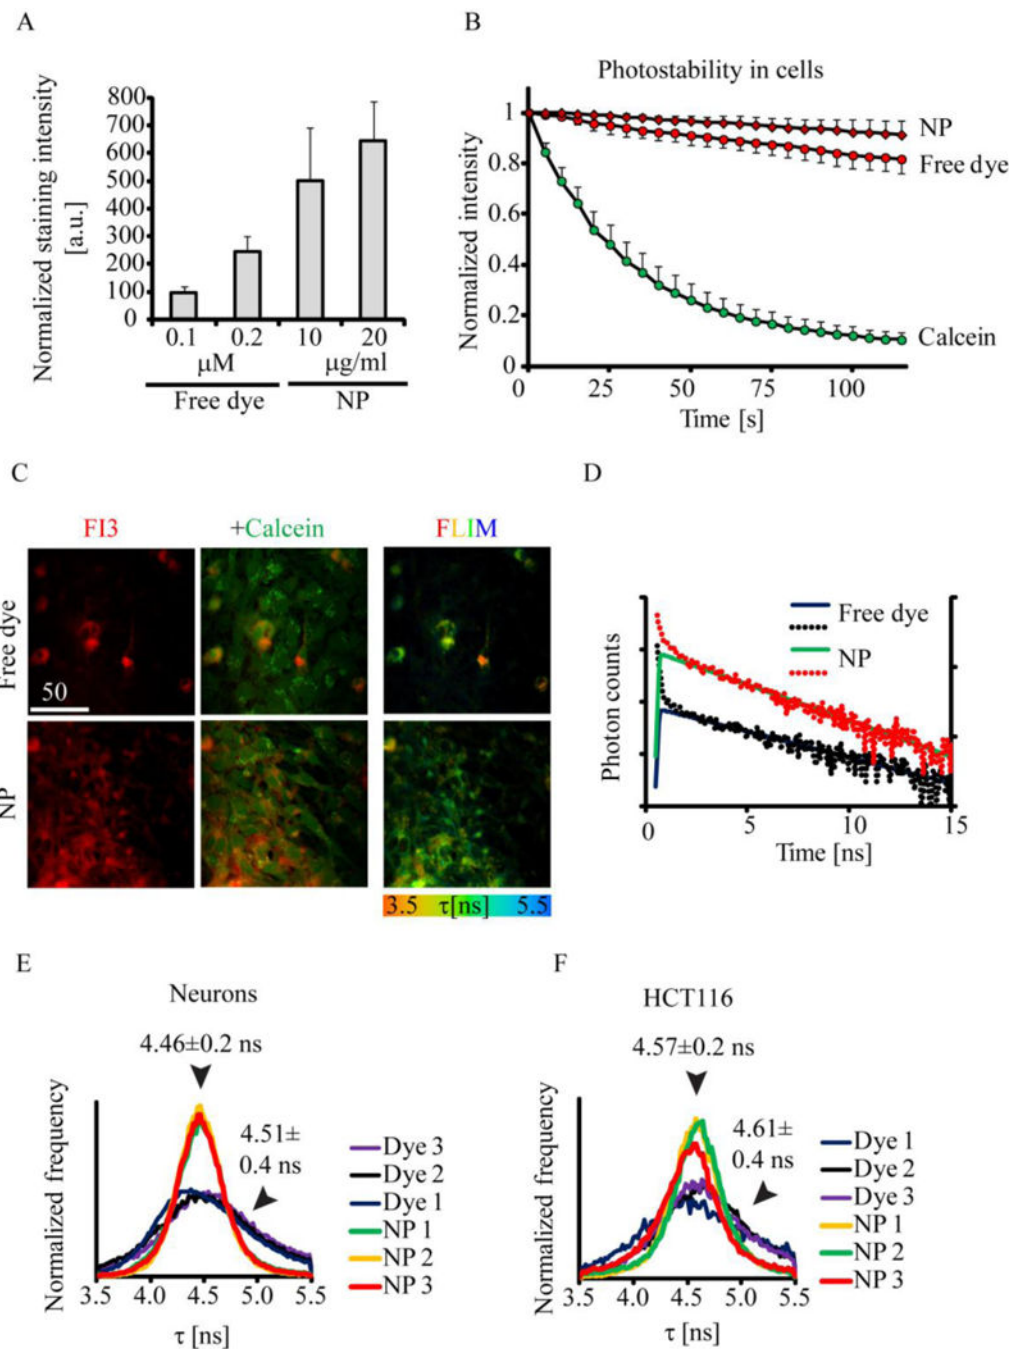 A
Normalized staining intensity
[a.u.]
800
700
600
500
400
300
200
100
0
0.1
0.2
10
20
μM
μg/ml
Free dye
NP
B
Photostability in cells
Normalized intensity
1
0.8
0.6
0.4
0.2
0
NP
Free dye
Calcein
0
25
50
75
100
Time [s]
C
FI3
+Calcein
FLIM
Free dye
50
NP
3.5 τ[ns] 5.5
D
Photon counts
Free dye
NP
0
5
10
15
Time [ns]
E
Neurons
4.46±0.2 ns
4.51±
0.4 ns
Normalized frequency
Dye 3
Dye 2
Dye 1
NP 1
NP 2
NP 3
3.5
4.0
4.5
5.0
5.5
τ [ns]
F
HCT116
4.57±0.2 ns
4.61±
0.4 ns
Normalized frequency
Dye 1
Dye 2
Dye 3
NP 1
NP 2
NP 3
3.5
4.0
4.5
5.0
5.5
τ [ns]